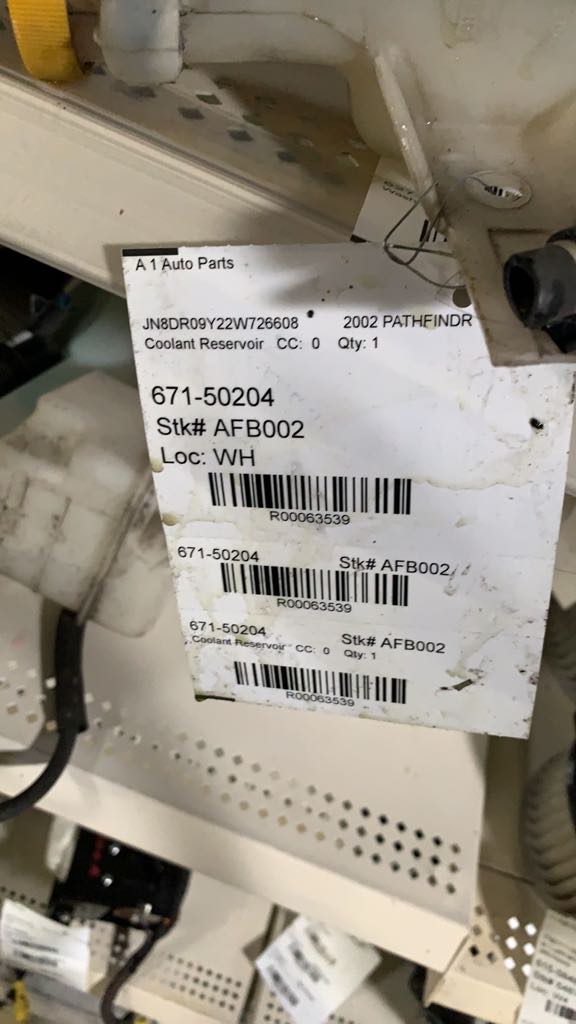 A 1 Auto Parts
JN8DR09Y22W726608 2002 PATHFINDR
Coolant Reservoir CC: 0 Qty: 1
671-50204
Stk# AFB002
Loc: WH
R00063539
671-50204 Stk# AFB002
R00063539
671-50204 Stk# AFB002
Coolant Reservoir CC: 0 Qty: 1
R00063539